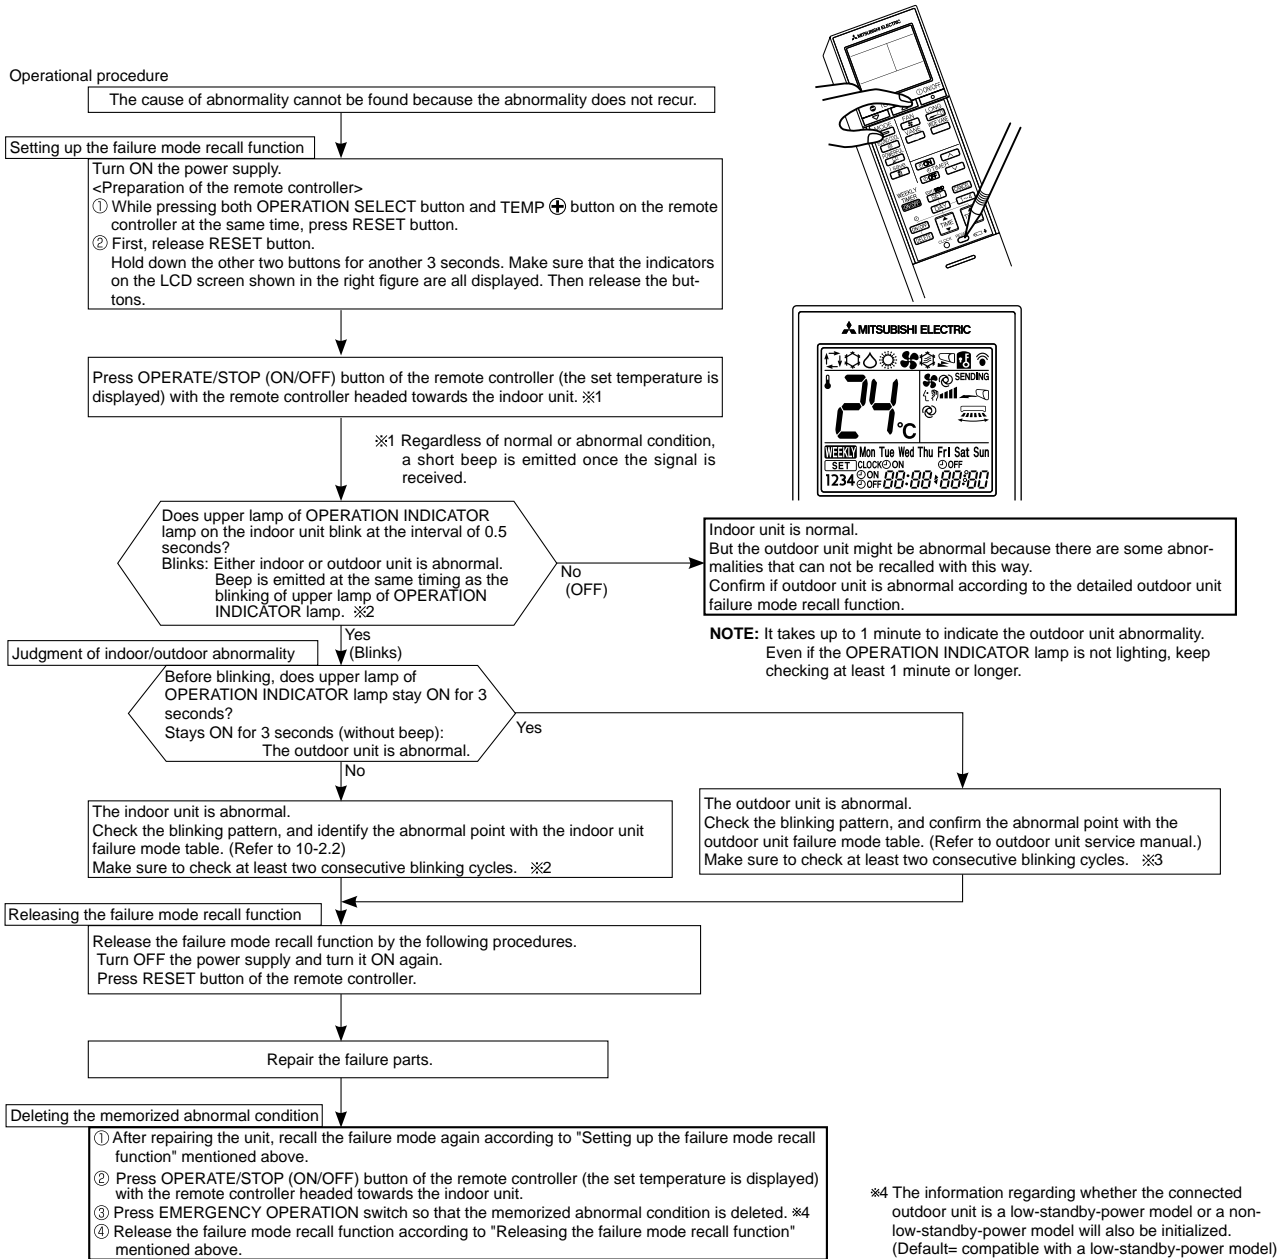 Operational procedure
The cause of abnormality cannot be found because the abnormality does not recur.
Setting up the failure mode recall function
Turn ON the power supply.
<Preparation of the remote controller>
① While pressing both OPERATION SELECT button and TEMP ⊕ button on the remote
controller at the same time, press RESET button.
② First, release RESET button.
Hold down the other two buttons for another 3 seconds. Make sure that the indicators
on the LCD screen shown in the right figure are all displayed. Then release the but-
tons.
MITSUBISHI ELECTRIC
ON/OFF
FAN
LONG
MODE
WIDE VANE
VANE
ON
TIMER
OFF
WEEKLY
TIMER
TIME
CLOCK
Press OPERATE/STOP (ON/OFF) button of the remote controller (the set temperature is
displayed) with the remote controller headed towards the indoor unit. ※1
※1 Regardless of normal or abnormal condition,
a short beep is emitted once the signal is
received.
MITSUBISHI ELECTRIC
SENDING
24°C
WEEKLY Mon Tue Wed Thu Fri Sat Sun
SET CLOCK ON OFF
1234 ON OFF 88:88 88:80
Does upper lamp of OPERATION INDICATOR
lamp on the indoor unit blink at the interval of 0.5
seconds?
Blinks: Either indoor or outdoor unit is abnormal.
Beep is emitted at the same timing as the
blinking of upper lamp of OPERATION
INDICATOR lamp. ※2
No
(OFF)
Indoor unit is normal.
But the outdoor unit might be abnormal because there are some abnor-
malities that can not be recalled with this way.
Confirm if outdoor unit is abnormal according to the detailed outdoor unit
failure mode recall function.
NOTE: It takes up to 1 minute to indicate the outdoor unit abnormality.
Even if the OPERATION INDICATOR lamp is not lighting, keep
checking at least 1 minute or longer.
Yes
(Blinks)
Judgment of indoor/outdoor abnormality
Before blinking, does upper lamp of
OPERATION INDICATOR lamp stay ON for 3
seconds?
Stays ON for 3 seconds (without beep):
The outdoor unit is abnormal.
Yes
No
The indoor unit is abnormal.
Check the blinking pattern, and identify the abnormal point with the indoor unit
failure mode table. (Refer to 10-2.2)
Make sure to check at least two consecutive blinking cycles. ※2
The outdoor unit is abnormal.
Check the blinking pattern, and confirm the abnormal point with the
outdoor unit failure mode table. (Refer to outdoor unit service manual.)
Make sure to check at least two consecutive blinking cycles. ※3
Releasing the failure mode recall function
Release the failure mode recall function by the following procedures.
Turn OFF the power supply and turn it ON again.
Press RESET button of the remote controller.
Repair the failure parts.
Deleting the memorized abnormal condition
① After repairing the unit, recall the failure mode again according to "Setting up the failure mode recall
function" mentioned above.
② Press OPERATE/STOP (ON/OFF) button of the remote controller (the set temperature is displayed)
with the remote controller headed towards the indoor unit.
③ Press EMERGENCY OPERATION switch so that the memorized abnormal condition is deleted. ※4
④ Release the failure mode recall function according to "Releasing the failure mode recall function"
mentioned above.
※4 The information regarding whether the connected
outdoor unit is a low-standby-power model or a non-
low-standby-power model will also be initialized.
(Default= compatible with a low-standby-power model)